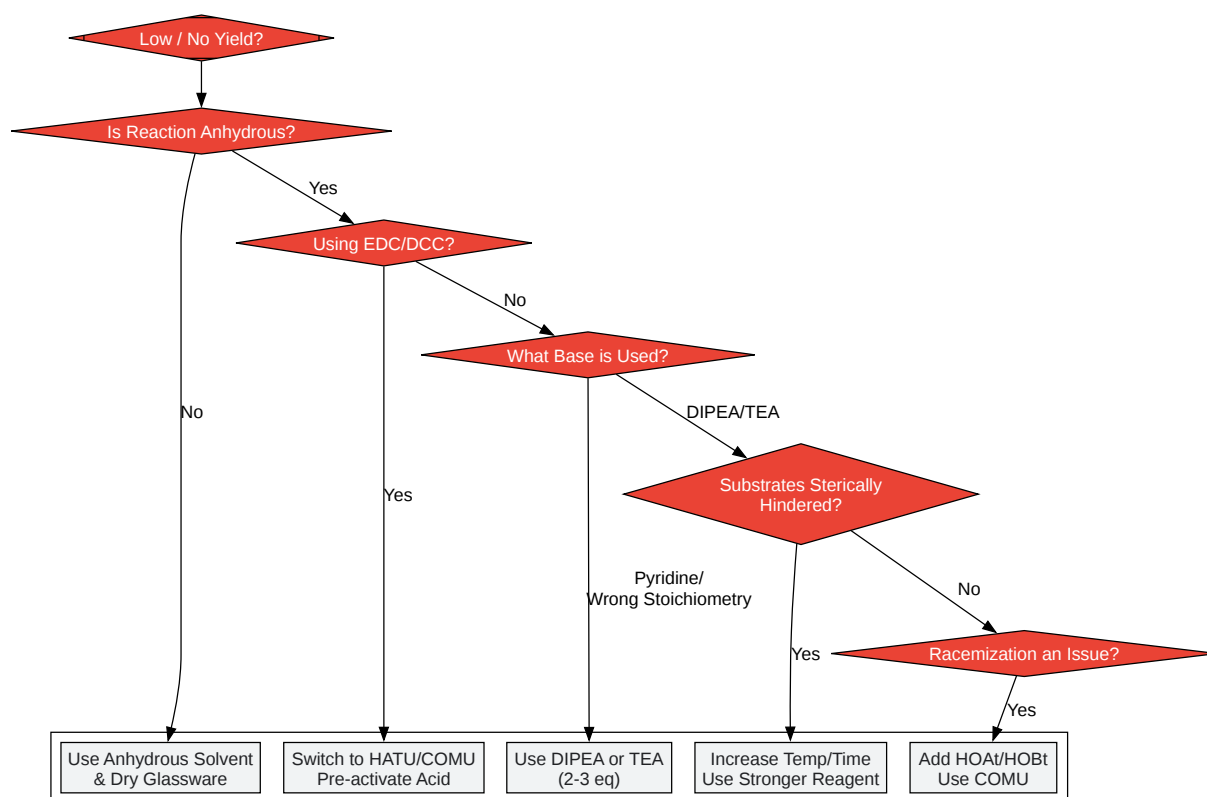 Low / No Yield?
Is Reaction Anhydrous?
Yes
Using EDC/DCC?
No
What Base is Used?
No
DIPEA/TEA
Yes
Substrates Sterically
Hindered?
Pyridine/
Wrong Stoichiometry
No
Yes
Racemization an Issue?
Yes
Use Anhydrous Solvent
& Dry Glassware
Switch to HATU/COMU
Pre-activate Acid
Use DIPEA or TEA
(2-3 eq)
Increase Temp/Time
Use Stronger Reagent
Add HOAt/HOBt
Use COMU